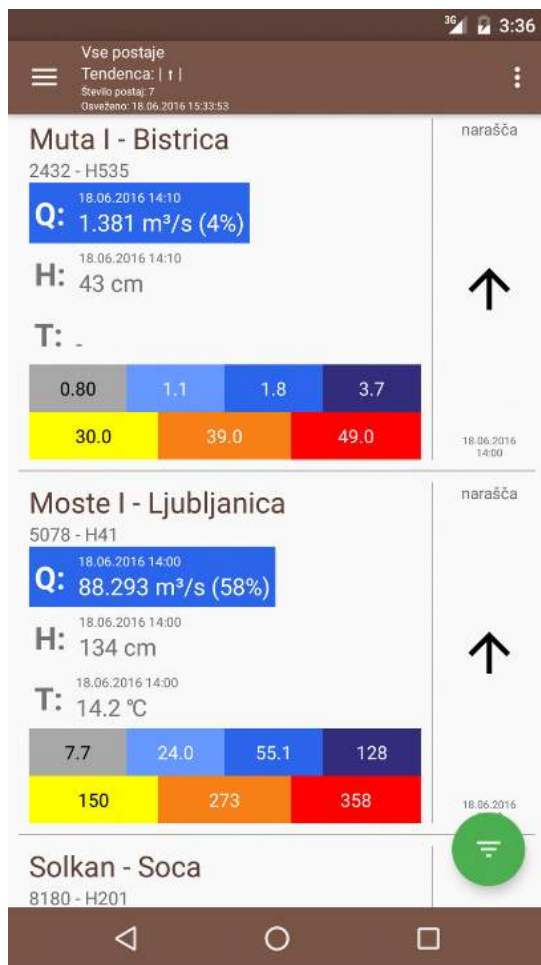 3G 3:36
Vse postaje
Tendenca: | ↑ |
Število postaj: 7
Osveženo: 18.06.2016 15:33:53
Muta I - Bistrica
narašča
2432 - H535
18.06.2016 14:10
Q: 1.381 m³/s (4%)
18.06.2016 14:10
H: 43 cm
T: -
0.80 1.1 1.8 3.7
30.0 39.0 49.0
18.06.2016
14:00
Moste I - Ljubljanica
narašča
5078 - H41
18.06.2016 14:00
Q: 88.293 m³/s (58%)
18.06.2016 14:00
H: 134 cm
18.06.2016 14:00
T: 14.2 °C
7.7 24.0 55.1 128
150 273 358
18.06.2016
Solkan - Soca
8180 - H201